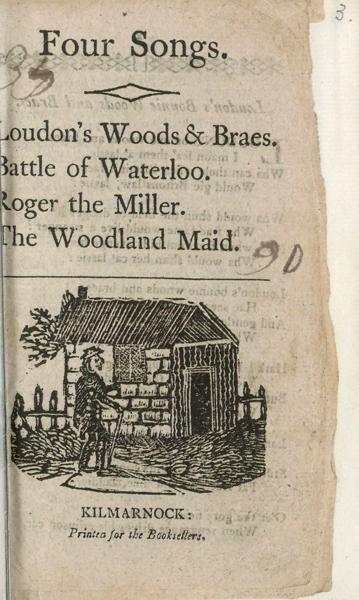 3.
Four Songs.
Loudon's Woods & Braes.
Battle of Waterloo.
Roger the Miller.
The Woodland Maid.
90
KILMARNOCK:
Printed for the Booksellers.